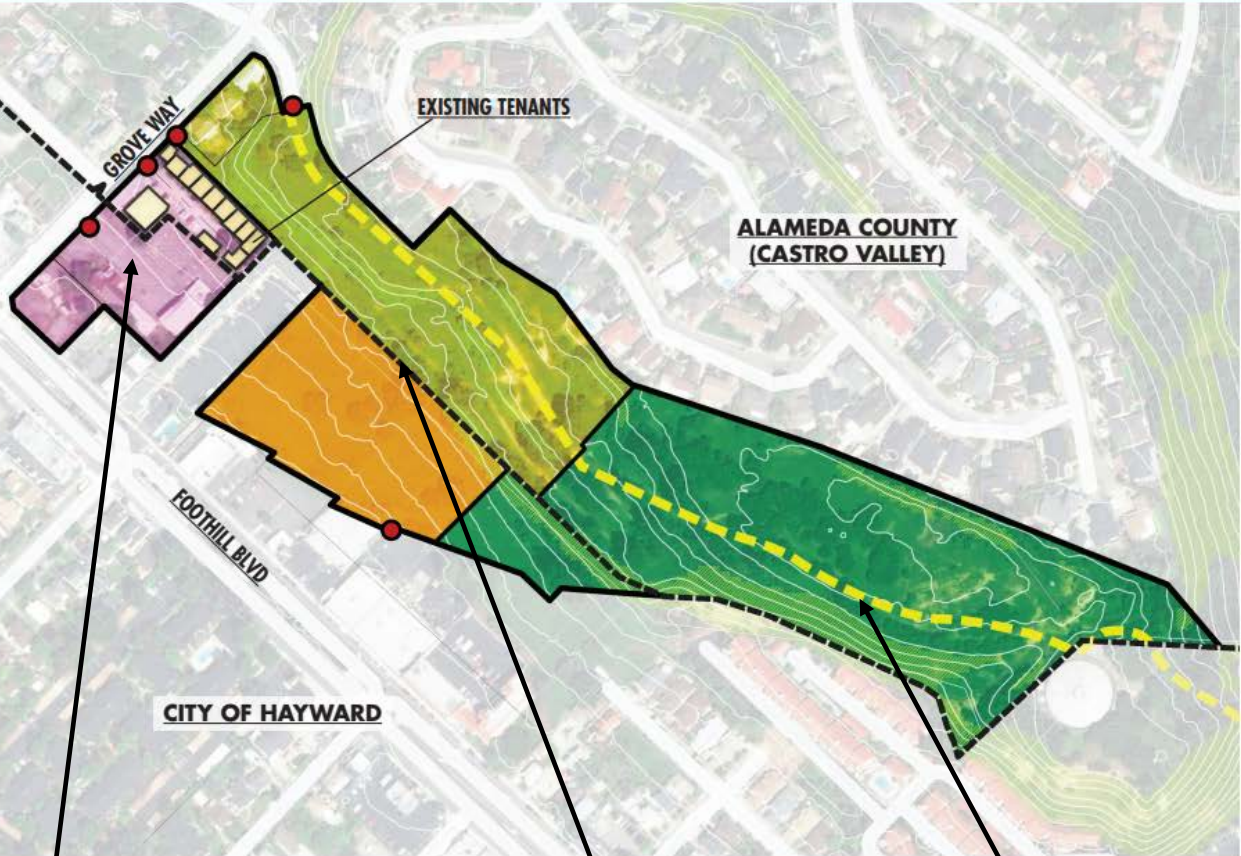 GROVE WAY
EXISTING TENANTS
ALAMEDA COUNTY
(CASTRO VALLEY)
FOOTHILL BLVD
CITY OF HAYWARD